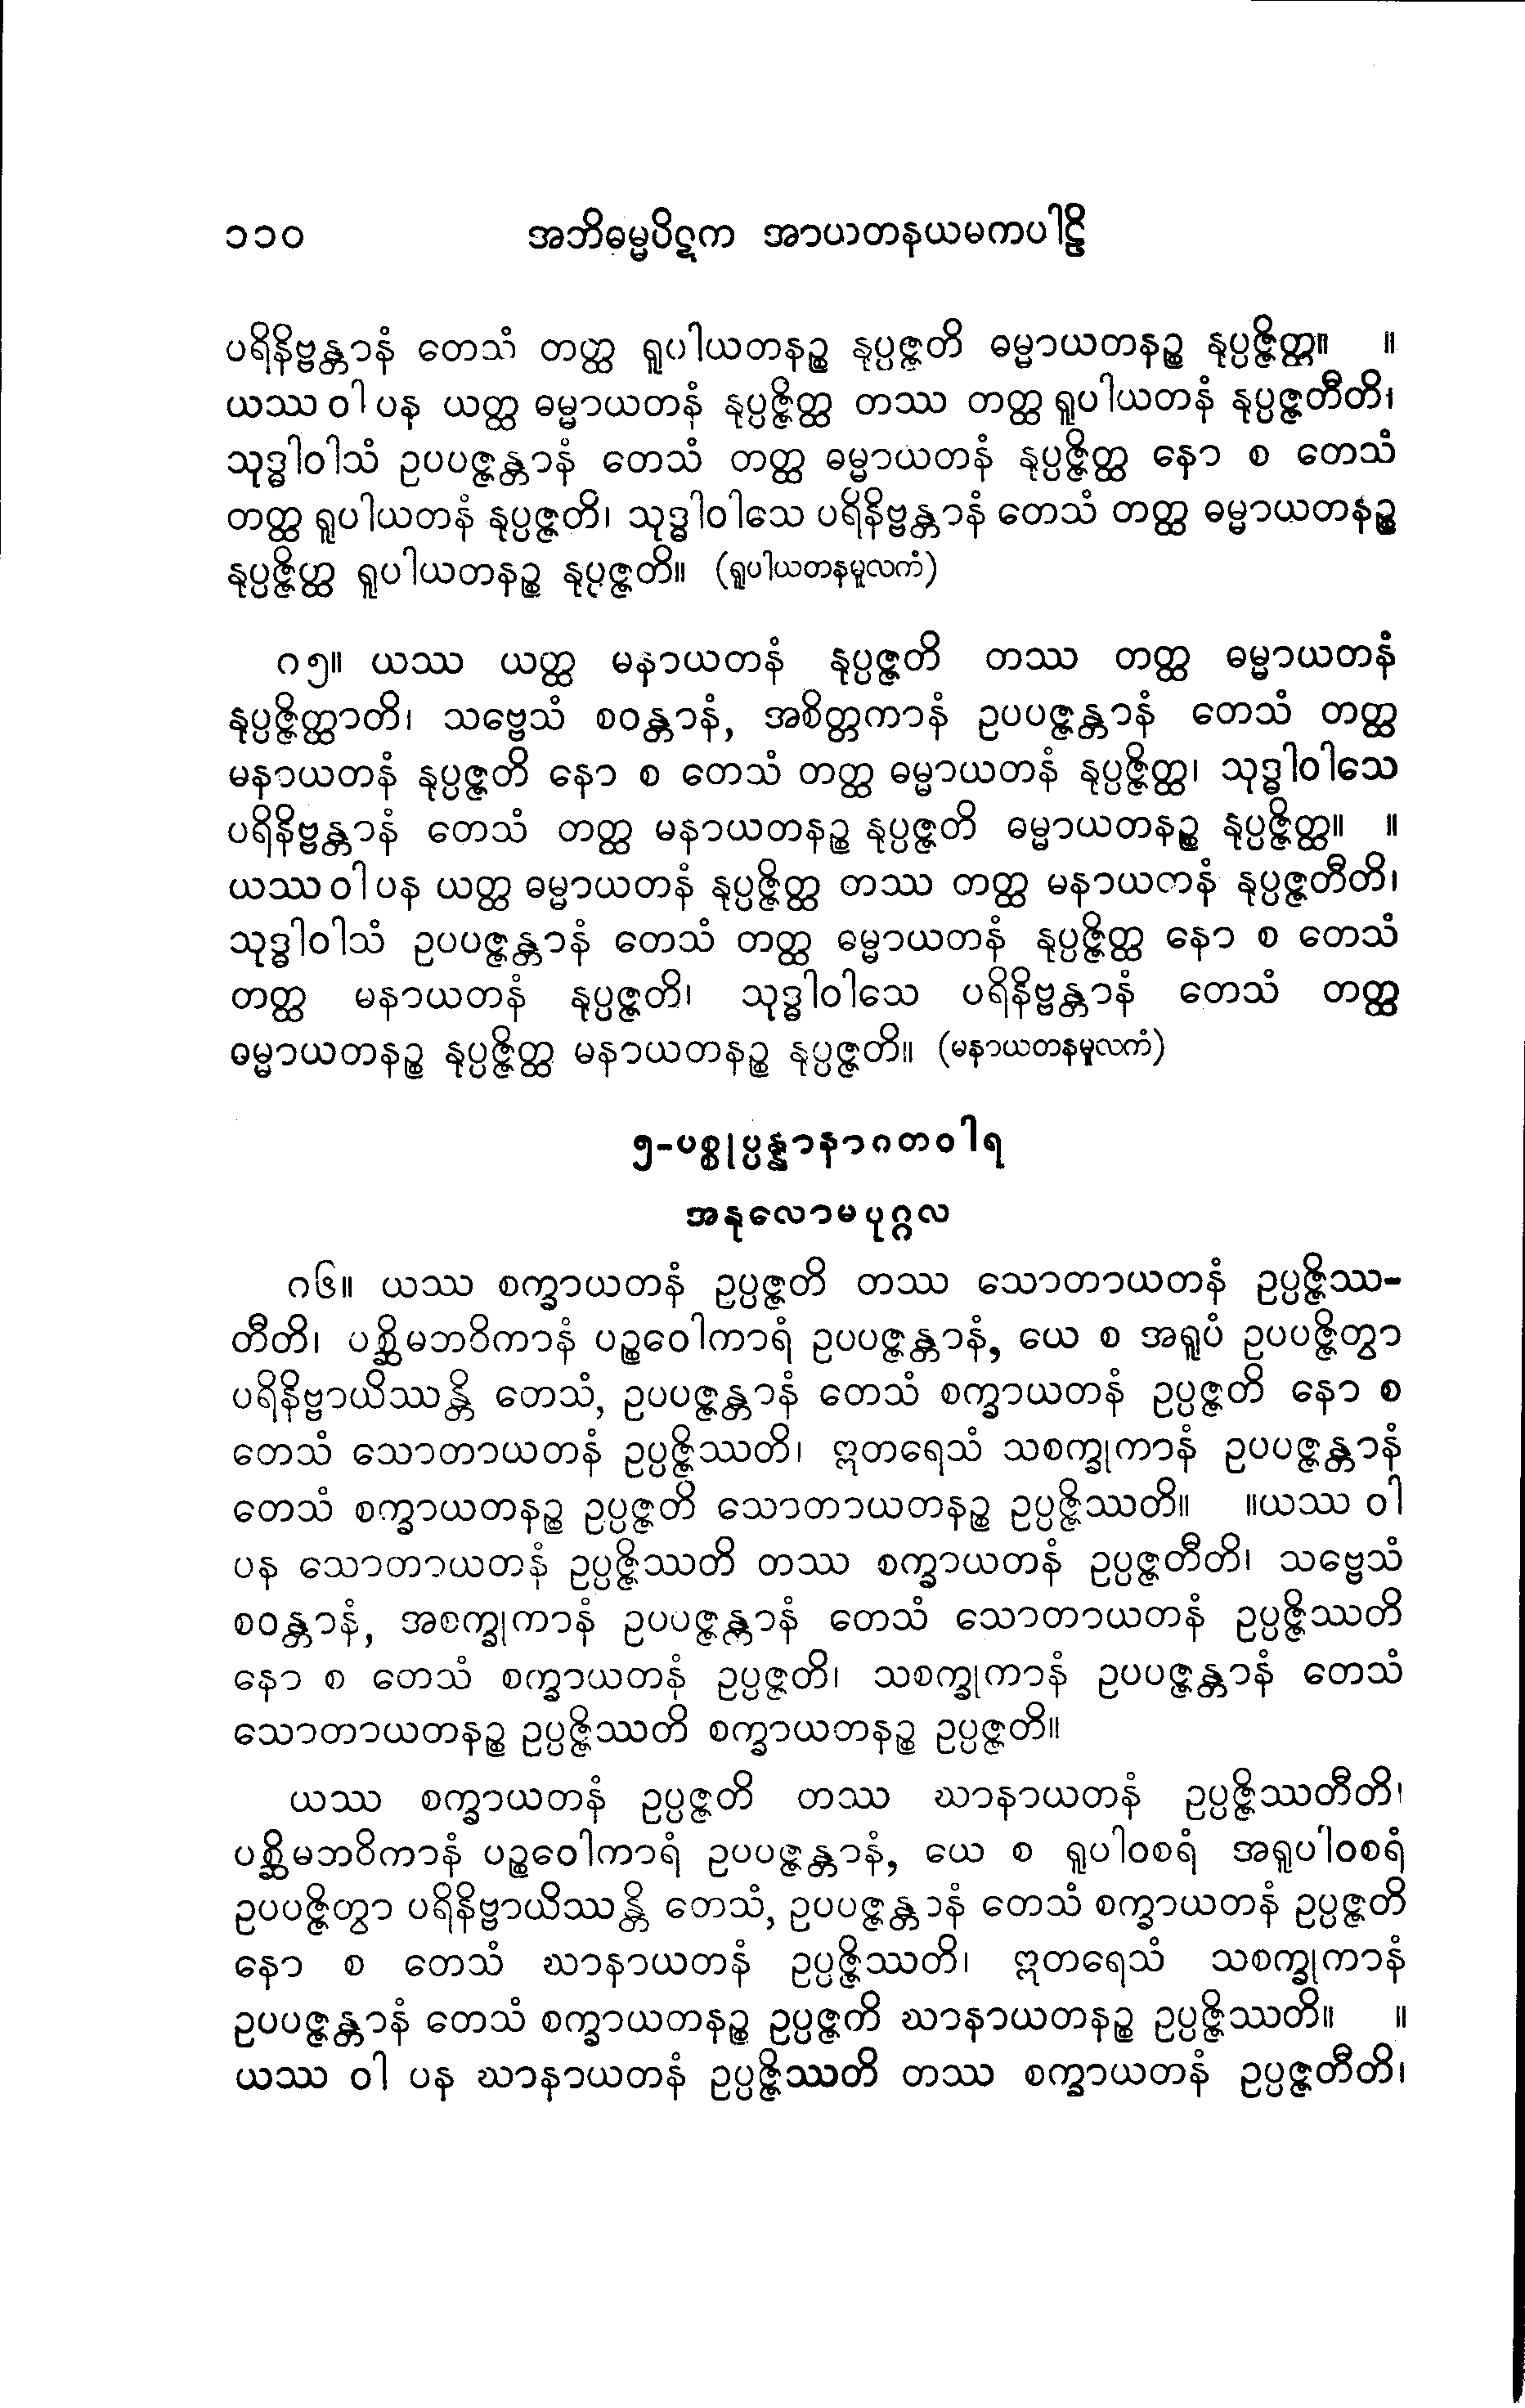 ၁၁၀ အဘိဓမ္မပိဋက အာယတနယမကပါဠိ
ပရိနိဗ္ဗန္တာနံ တေသံ တတ္ထ ရူပါယတနဉ္စ နုပ္ပဇ္ဇတိ ဓမ္မာယတနဉ္စ နုပ္ပဇ္ဇိတ္ထ။ ။
ယဿ ဝါ ပန ယတ္ထ ဓမ္မာယတနံ နုပ္ပဇ္ဇိတ္ထ တဿ တတ္ထ ရူပါယတနံ နုပ္ပဇ္ဇတီတိ၊
သုဒ္ဓါဝါသံ ဥပပဇ္ဇန္တာနံ တေသံ တတ္ထ ဓမ္မာယတနံ နုပ္ပဇ္ဇိတ္ထ နော စ တေသံ
တတ္ထ ရူပါယတနံ နုပ္ပဇ္ဇတိ၊ သုဒ္ဓါဝါသေ ပရိနိဗ္ဗန္တာနံ တေသံ တတ္ထ ဓမ္မာယတနဉ္စ
နုပ္ပဇ္ဇိတ္ထ ရူပါယတနဉ္စ နုပ္ပဇ္ဇတိ။ (ရူပါယတနမူလကံ)
၈၅။ ယဿ ယတ္ထ မနာယတနံ နုပ္ပဇ္ဇတိ တဿ တတ္ထ ဓမ္မာယတနံ
နုပ္ပဇ္ဇိတ္ထာတိ၊ သဗ္ဗေသံ စဝန္တာနံ, အစိတ္တကာနံ ဥပပဇ္ဇန္တာနံ တေသံ တတ္ထ
မနာယတနံ နုပ္ပဇ္ဇတိ နော စ တေသံ တတ္ထ ဓမ္မာယတနံ နုပ္ပဇ္ဇိတ္ထ၊ သုဒ္ဓါဝါသေ
ပရိနိဗ္ဗန္တာနံ တေသံ တတ္ထ မနာယတနဉ္စ နုပ္ပဇ္ဇတိ ဓမ္မာယတနဉ္စ နုပ္ပဇ္ဇိတ္ထ။ ။
ယဿ ဝါ ပန ယတ္ထ ဓမ္မာယတနံ နုပ္ပဇ္ဇိတ္ထ တဿ တတ္ထ မနာယတနံ နုပ္ပဇ္ဇတီတိ၊
သုဒ္ဓါဝါသံ ဥပပဇ္ဇန္တာနံ တေသံ တတ္ထ ဓမ္မာယတနံ နုပ္ပဇ္ဇိတ္ထ နော စ တေသံ
တတ္ထ မနာယတနံ နုပ္ပဇ္ဇတိ၊ သုဒ္ဓါဝါသေ ပရိနိဗ္ဗန္တာနံ တေသံ တတ္ထ
ဓမ္မာယတနဉ္စ နုပ္ပဇ္ဇိတ္ထ မနာယတနဉ္စ နုပ္ပဇ္ဇတိ။ (မနာယတနမူလကံ)
၅-ပစ္စုပ္ပန္နာနာဂတဝါရ
အနုလောမပုဂ္ဂလ
၈၆။ ယဿ စက္ခာယတနံ ဥပ္ပဇ္ဇတိ တဿ သောတာယတနံ ဥပ္ပဇ္ဇိဿ-
တီတိ၊ ပစ္ဆိမဘဝိကာနံ ပဉ္စဝေါကာရံ ဥပပဇ္ဇန္တာနံ, ယေ စ အရူပံ ဥပပဇ္ဇိတွာ
ပရိနိဗ္ဗာယိဿန္တိ တေသံ, ဥပပဇ္ဇန္တာနံ တေသံ စက္ခာယတနံ ဥပ္ပဇ္ဇတိ နော စ
တေသံ သောတာယတနံ ဥပ္ပဇ္ဇိဿတိ၊ ဣတရေသံ သစက္ခုကာနံ ဥပပဇ္ဇန္တာနံ
တေသံ စက္ခာယတနဉ္စ ဥပ္ပဇ္ဇတိ သောတာယတနဉ္စ ဥပ္ပဇ္ဇိဿတိ။ ။ယဿ ဝါ
ပန သောတာယတနံ ဥပ္ပဇ္ဇိဿတိ တဿ စက္ခာယတနံ ဥပ္ပဇ္ဇတီတိ၊ သဗ္ဗေသံ
စဝန္တာနံ, အစက္ခုကာနံ ဥပပဇ္ဇန္တာနံ တေသံ သောတာယတနံ ဥပ္ပဇ္ဇိဿတိ
နော စ တေသံ စက္ခာယတနံ ဥပ္ပဇ္ဇတိ၊ သစက္ခုကာနံ ဥပပဇ္ဇန္တာနံ တေသံ
သောတာယတနဉ္စ ဥပ္ပဇ္ဇိဿတိ စက္ခာယတနဉ္စ ဥပ္ပဇ္ဇတိ။
ယဿ စက္ခာယတနံ ဥပ္ပဇ္ဇတိ တဿ ဃာနာယတနံ ဥပ္ပဇ္ဇိဿတီတိ၊
ပစ္ဆိမဘဝိကာနံ ပဉ္စဝေါကာရံ ဥပပဇ္ဇန္တာနံ, ယေ စ ရူပါဝစရံ အရူပါဝစရံ
ဥပပဇ္ဇိတွာ ပရိနိဗ္ဗာယိဿန္တိ တေသံ, ဥပပဇ္ဇန္တာနံ တေသံ စက္ခာယတနံ ဥပ္ပဇ္ဇတိ
နော စ တေသံ ဃာနာယတနံ ဥပ္ပဇ္ဇိဿတိ၊ ဣတရေသံ သစက္ခုကာနံ
ဥပပဇ္ဇန္တာနံ တေသံ စက္ခာယတနဉ္စ ဥပ္ပဇ္ဇတိ ဃာနာယတနဉ္စ ဥပ္ပဇ္ဇိဿတိ။ ။
ယဿ ဝါ ပန ဃာနာယတနံ ဥပ္ပဇ္ဇိဿတိ တဿ စက္ခာယတနံ ဥပ္ပဇ္ဇတီတိ၊